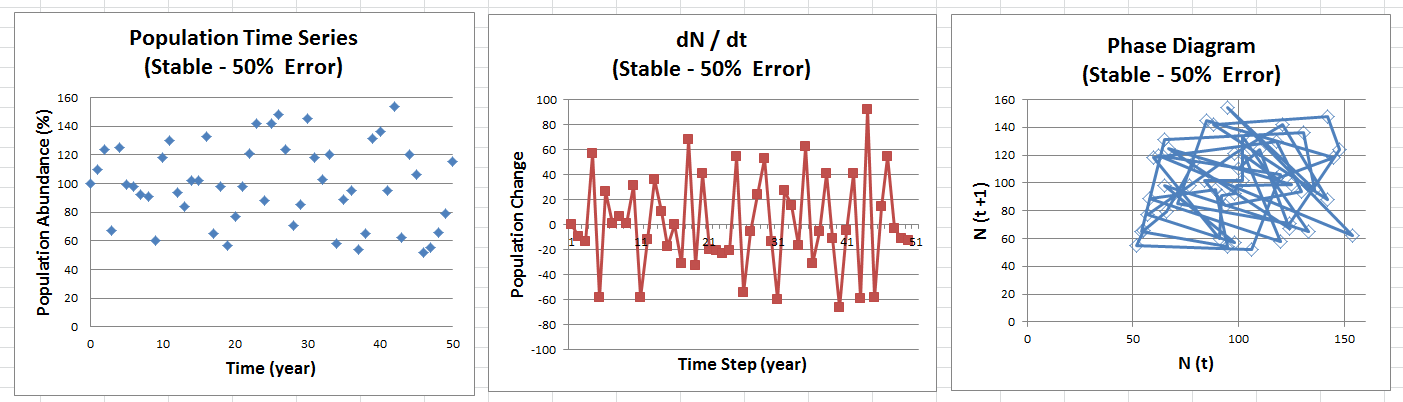 Population Time Series
(Stable - 50% Error)
Population Abundance (%)
160
140
120
100
80
60
40
20
0
0 10 20 30 40 50
Time (year)
dN / dt
(Stable - 50% Error)
Population Change
100
80
60
40
20
0
-20
-40
-60
-80
-100
1 11 21 31 41 51
Time Step (year)
Phase Diagram
(Stable - 50% Error)
N (t +1)
160
140
120
100
80
60
40
20
0
0 50 100 150
N (t)